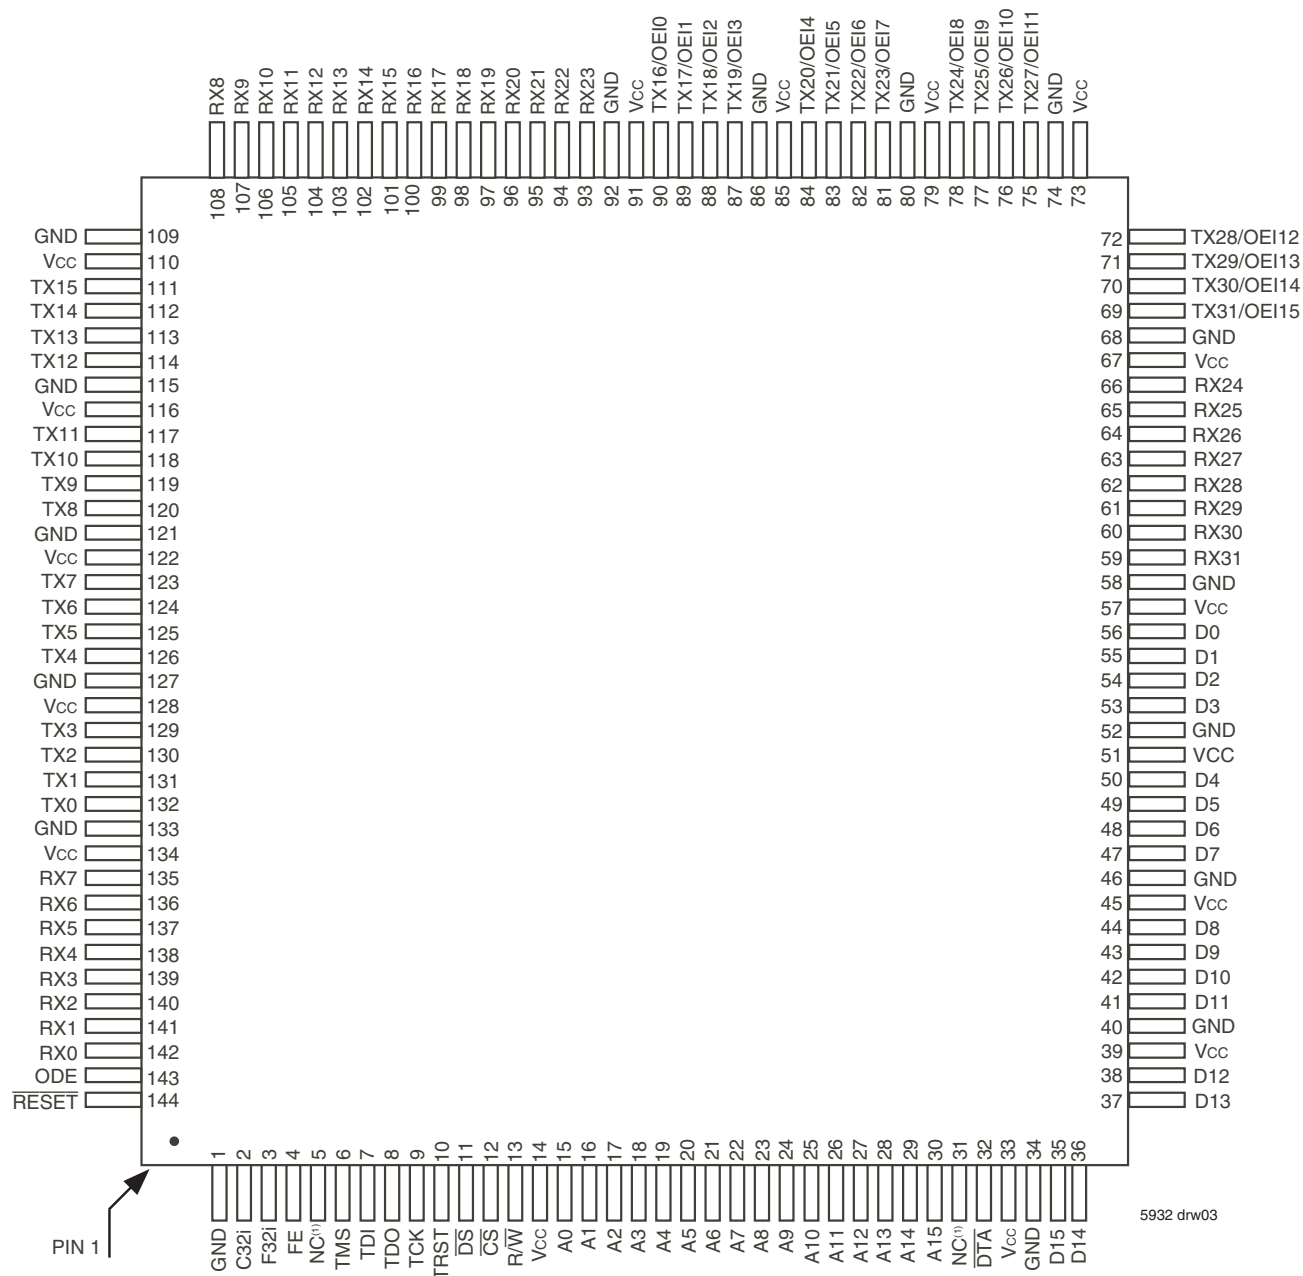 RX8 RX9 RX10 RX11 RX12 RX13 RX14 RX15 RX16 RX17 RX18 RX19 RX20 RX21 RX22 RX23 GND Vcc TX16/OEI0 TX17/OEI1 TX18/OEI2 TX19/OEI3 GND Vcc TX20/OEI4 TX21/OEI5 TX22/OEI6 TX23/OEI7 GND Vcc TX24/OEI8 TX25/OEI9 TX26/OEI10 TX27/OEI11 GND Vcc
108 107 106 105 104 103 102 101 100 99 98 97 96 95 94 93 92 91 90 89 88 87 86 85 84 83 82 81 80 79 78 77 76 75 74 73
GND 109 72 TX28/OEI12
Vcc 110 71 TX29/OEI13
TX15 111 70 TX30/OEI14
TX14 112 69 TX31/OEI15
TX13 113 68 GND
TX12 114 67 Vcc
GND 115 66 RX24
Vcc 116 65 RX25
TX11 117 64 RX26
TX10 118 63 RX27
TX9 119 62 RX28
TX8 120 61 RX29
GND 121 60 RX30
Vcc 122 59 RX31
TX7 123 58 GND
TX6 124 57 Vcc
TX5 125 56 D0
TX4 126 55 D1
GND 127 54 D2
Vcc 128 53 D3
TX3 129 52 GND
TX2 130 51 VCC
TX1 131 50 D4
TX0 132 49 D5
GND 133 48 D6
Vcc 134 47 D7
RX7 135 46 GND
RX6 136 45 Vcc
RX5 137 44 D8
RX4 138 43 D9
RX3 139 42 D10
RX2 140 41 D11
RX1 141 40 GND
RX0 142 39 Vcc
ODE 143 38 D12
RESET 144 37 D13
1 2 3 4 5 6 7 8 9 10 11 12 13 14 15 16 17 18 19 20 21 22 23 24 25 26 27 28 29 30 31 32 33 34 35 36
GND C32i F32i FE NC(1) TMS TDI TDO TCK TRST DS CS R/W Vcc A0 A1 A2 A3 A4 A5 A6 A7 A8 A9 A10 A11 A12 A13 A14 A15 NC(1) DTA Vcc GND D15 D14
5932 drw03
PIN 1